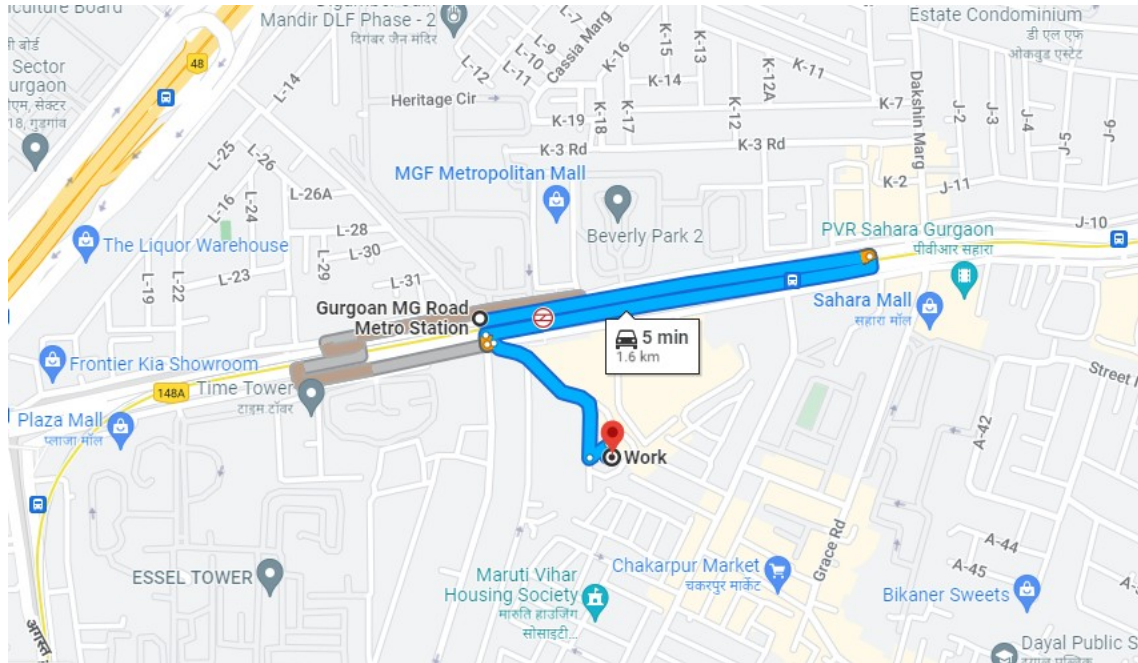 iculture Board
ी बोर्ड
Sector
urgaon
ीएम, सेक्टर
18, गुड़गांव
48
Mandir DLF Phase - 2
दिगंबर जैन मंदिर
L-7
L-9
L-10
L-11
L-12
Cassia Marg
L-14
K-16
K-15
K-13
K-14
K-12A
K-11
Estate Condominium
डी एल एफ
ओकवुड एस्टेट
Heritage Cir
K-19
K-18
K-17
K-12
K-7
Dakshin Marg
J-2
J-3
J-4
J-5
J-6
K-3 Rd
K-3 Rd
K-2
J-11
J-10
L-25
L-26
L-26A
L-16
L-24
MGF Metropolitan Mall
Beverly Park 2
PVR Sahara Gurgaon
पीवीआर सहारा
The Liquor Warehouse
L-28
L-29
L-30
L-31
L-19
L-22
L-23
Gurgoan MG Road
Metro Station
5 min
1.6 km
Sahara Mall
सहारा मॉल
Frontier Kia Showroom
148A
Time Tower
टाइम टॉवर
Plaza Mall
प्लाजा मॉल
Work
Street
A-42
ESSEL TOWER
Maruti Vihar
Housing Society
मारुति हाउजिंग
सोसाइटी...
Chakarpur Market
चकरपुर मार्केट
Grace Rd
A-44
A-45
Bikaner Sweets
अगस्त
Dayal Public S